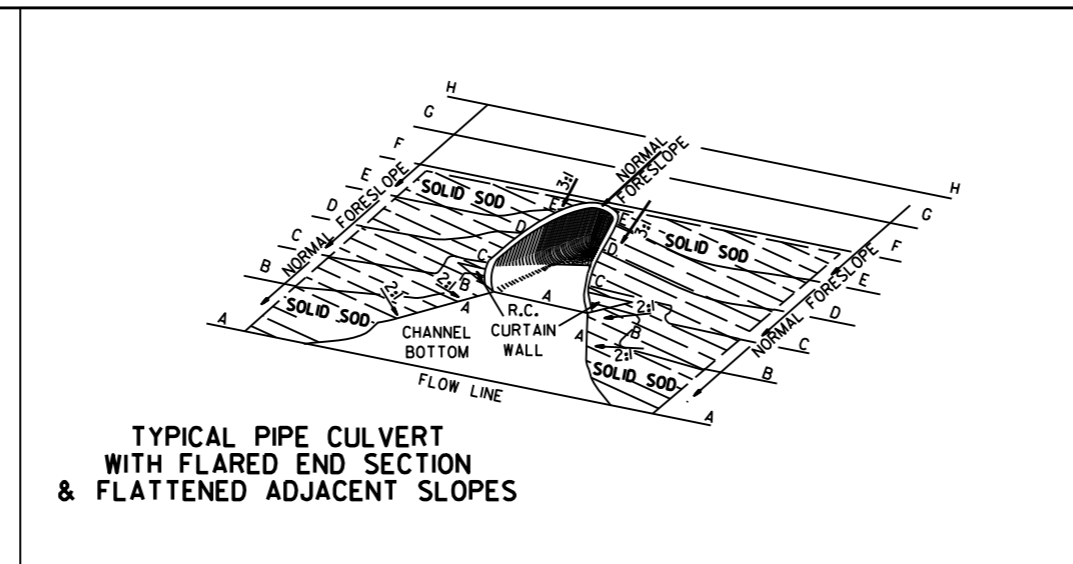 H
G
F
E
D
C
B
A
NORMAL FORESLOPE
NORMAL FORESLOPE
SOLID SOD
SOLID SOD
3:1
E
D
C
B
A
2:1
2:1
NORMAL
FORESLOPE
E
3:1
D
C
SOLID SOD
A
2:1
A
B
2:1
SOLID SOD
R.C.
CURTAIN
WALL
CHANNEL
BOTTOM
FLOW LINE
H
G
F
E
D
C
B
A
NORMAL FORESLOPE
TYPICAL PIPE CULVERT
WITH FLARED END SECTION
& FLATTENED ADJACENT SLOPES